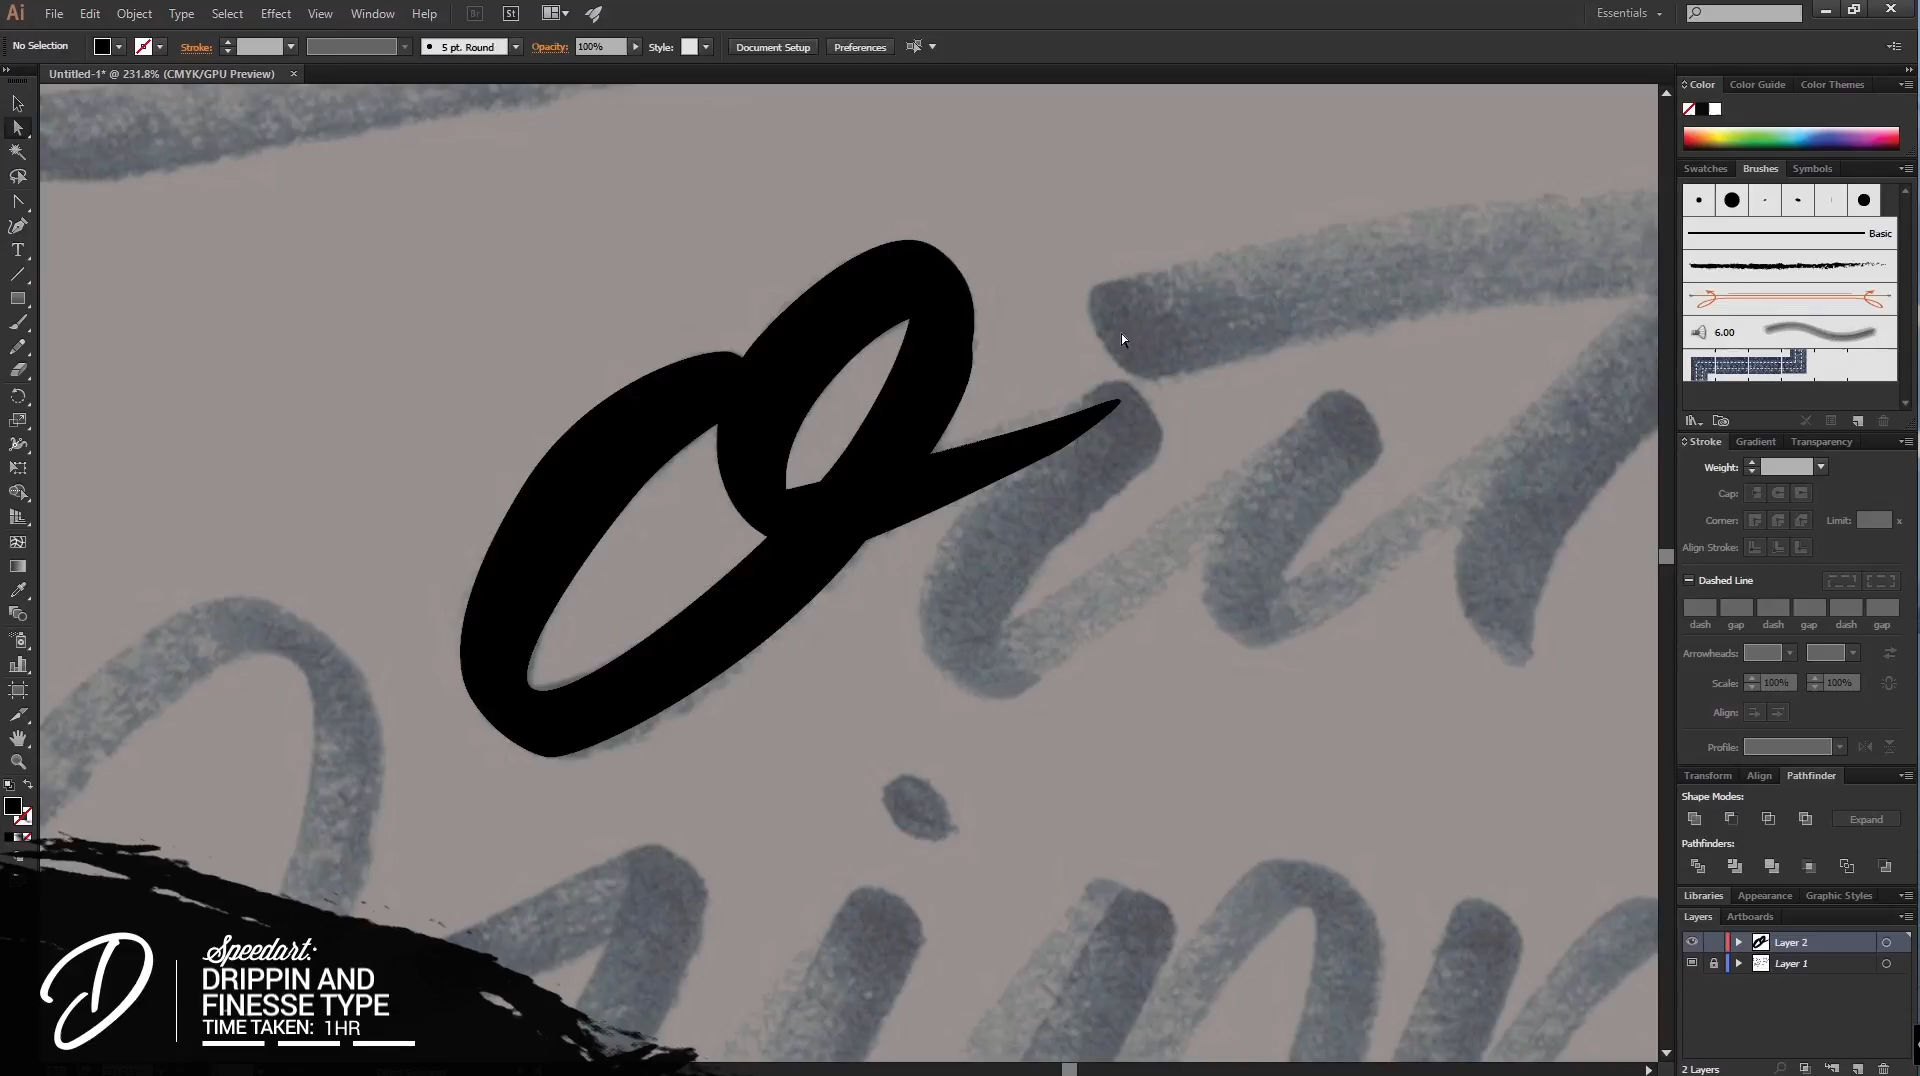 Ai File Edit Object Type Select Effect View Window Help Br St Essentials
No Selection Stroke: 5 pt. Round Opacity: 100% Style: Document Setup Preferences
Untitled-1* @ 231.8% (CMYK/GPU Preview) ×
Color Color Guide Color Themes
Swatches Brushes Symbols
Basic
6.00
Stroke Gradient Transparency
Weight:
Cap:
Corner: Limit: x
Align Stroke:
Dashed Line
dash gap dash gap dash gap
Arrowheads:
Scale: 100% 100%
Align:
Profile:
Transform Align Pathfinder
Shape Modes:
Expand
Pathfinders:
Libraries Appearance Graphic Styles
Layers Artboards
Layer 2
Layer 1
2 Layers
D
Speedart:
DRIPPIN AND
FINESSE TYPE
TIME TAKEN: 1HR